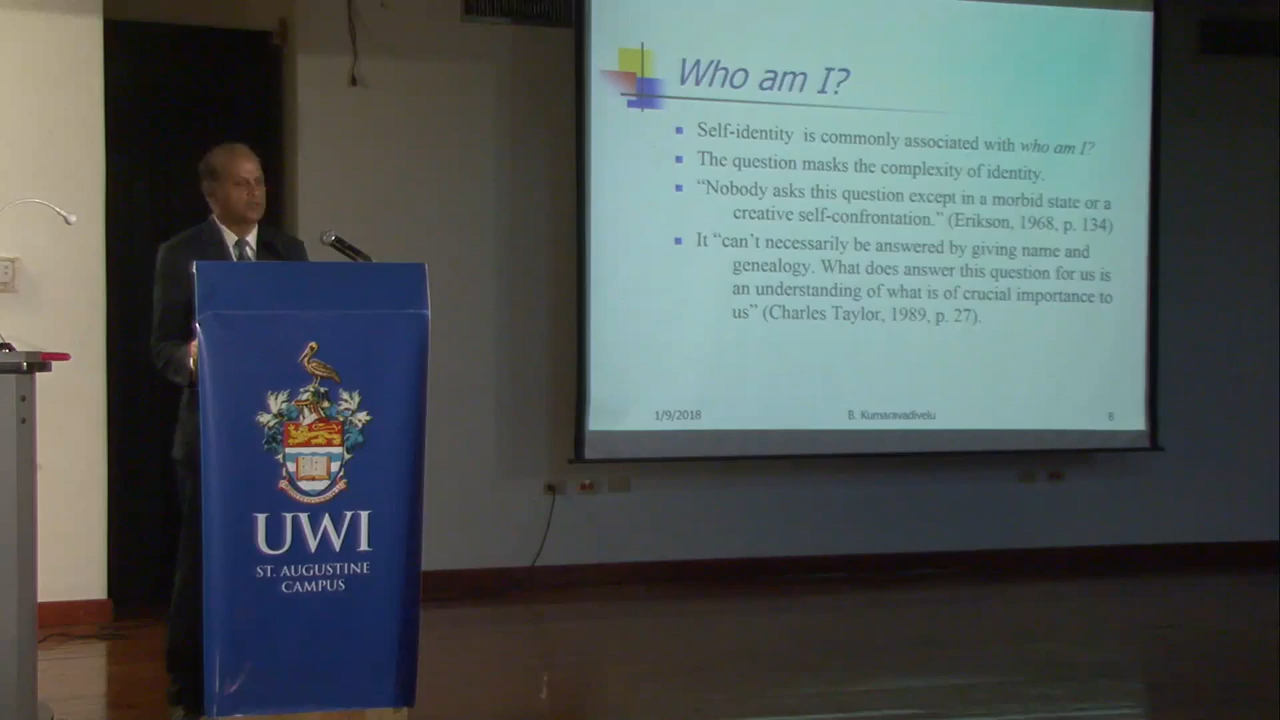 Who am I?
Self-identity is commonly associated with who am I?
The question masks the complexity of identity.
“Nobody asks this question except in a morbid state or a
creative self-confrontation.” (Erikson, 1968, p. 134)
It “can’t necessarily be answered by giving name and
genealogy. What does answer this question for us is
an understanding of what is of crucial importance to
us” (Charles Taylor, 1989, p. 27).
1/9/2018 B. Kumaravadivelu 8
UWI
ST. AUGUSTINE
CAMPUS